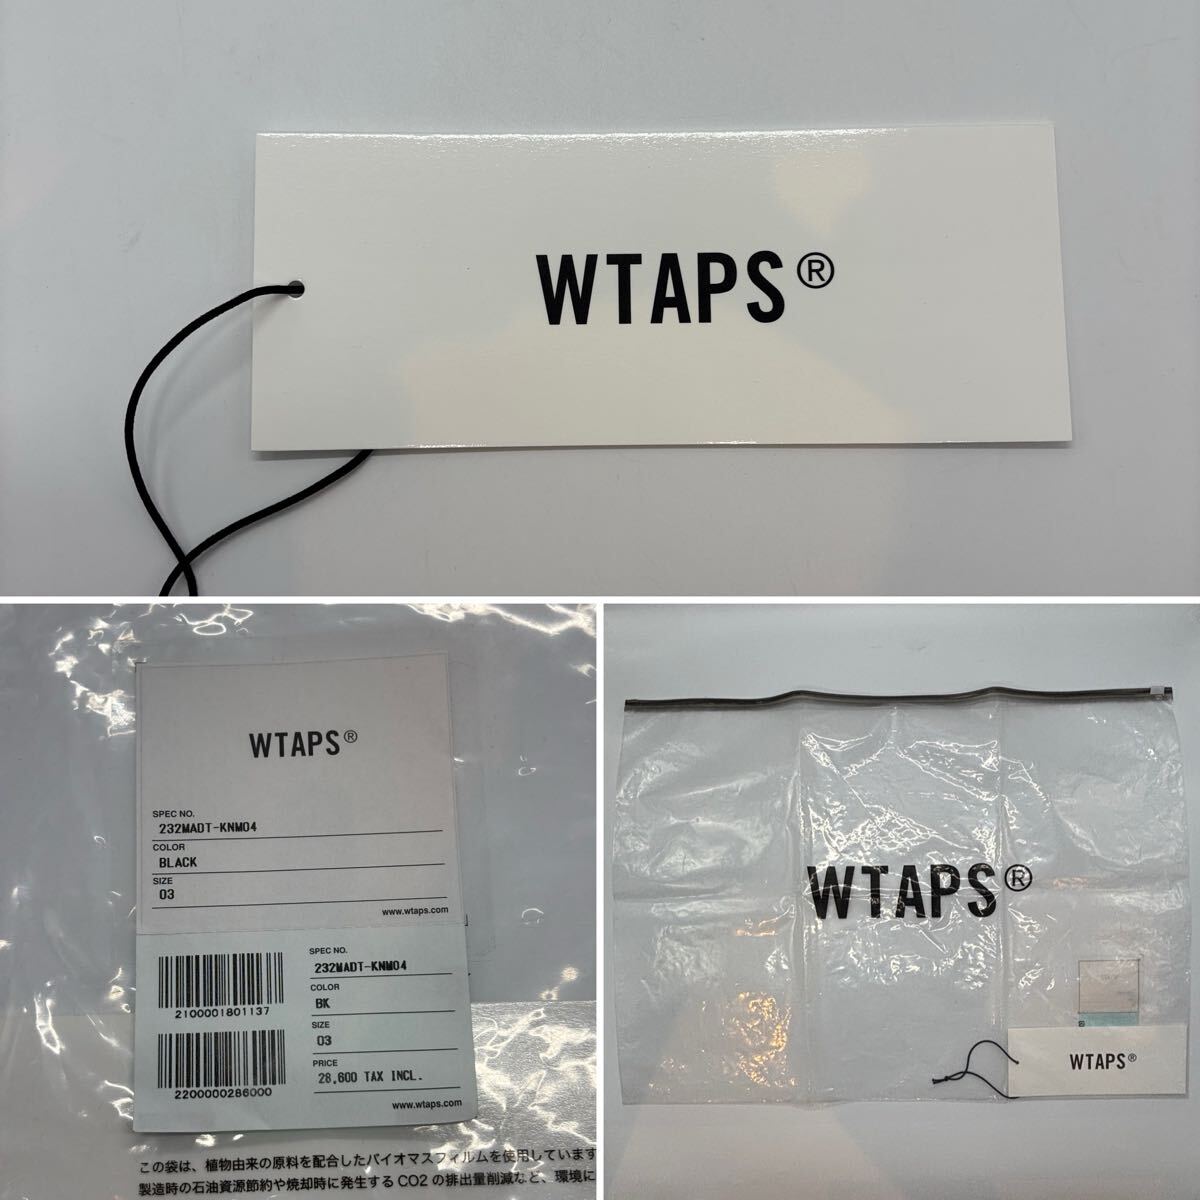 WTAPS®
WTAPS®
SPEC NO.
232MADT-KNM04
COLOR
BLACK
SIZE
03
www.wtaps.com
SPEC NO.
232MADT-KNM04
COLOR
BK
SIZE
03
PRICE
28,600 TAX INCL.
www.wtaps.com
2100001801137
2200000286000
この袋は、植物由来の原料を配合したバイオマスフィルムを使用しています
製造時の石油資源節約や焼却時に発生するCO2の排出量削減など、環境に
WTAPS®
WTAPS®